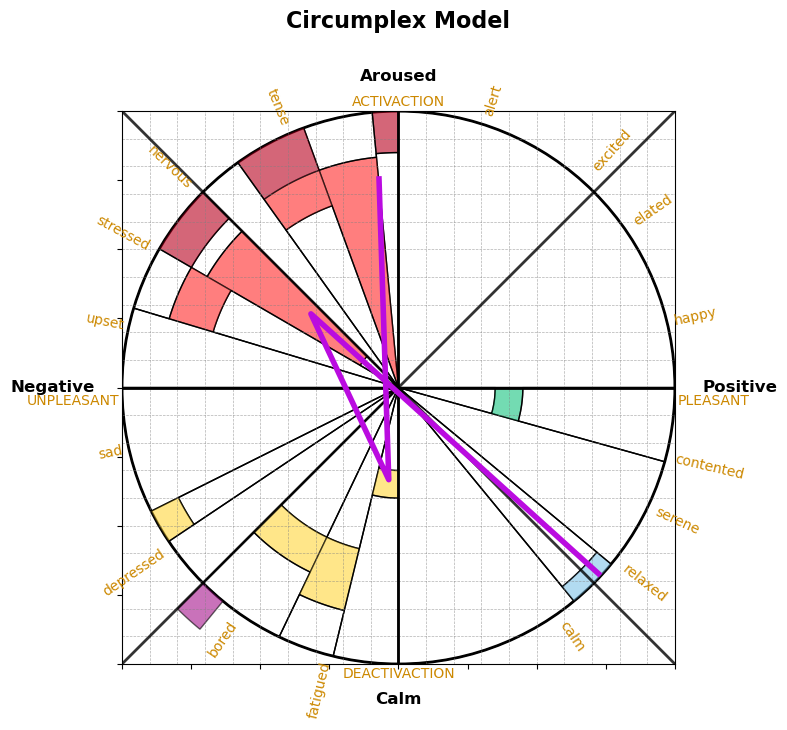 Circumplex Model
Aroused
ACTIVACTION
alert
tense
excited
nervous
elated
stressed
happy
upset
Negative
Positive
UNPLEASANT
PLEASANT
sad
contented
serene
depressed
relaxed
bored
calm
fatigued
DEACTIVACTION
Calm